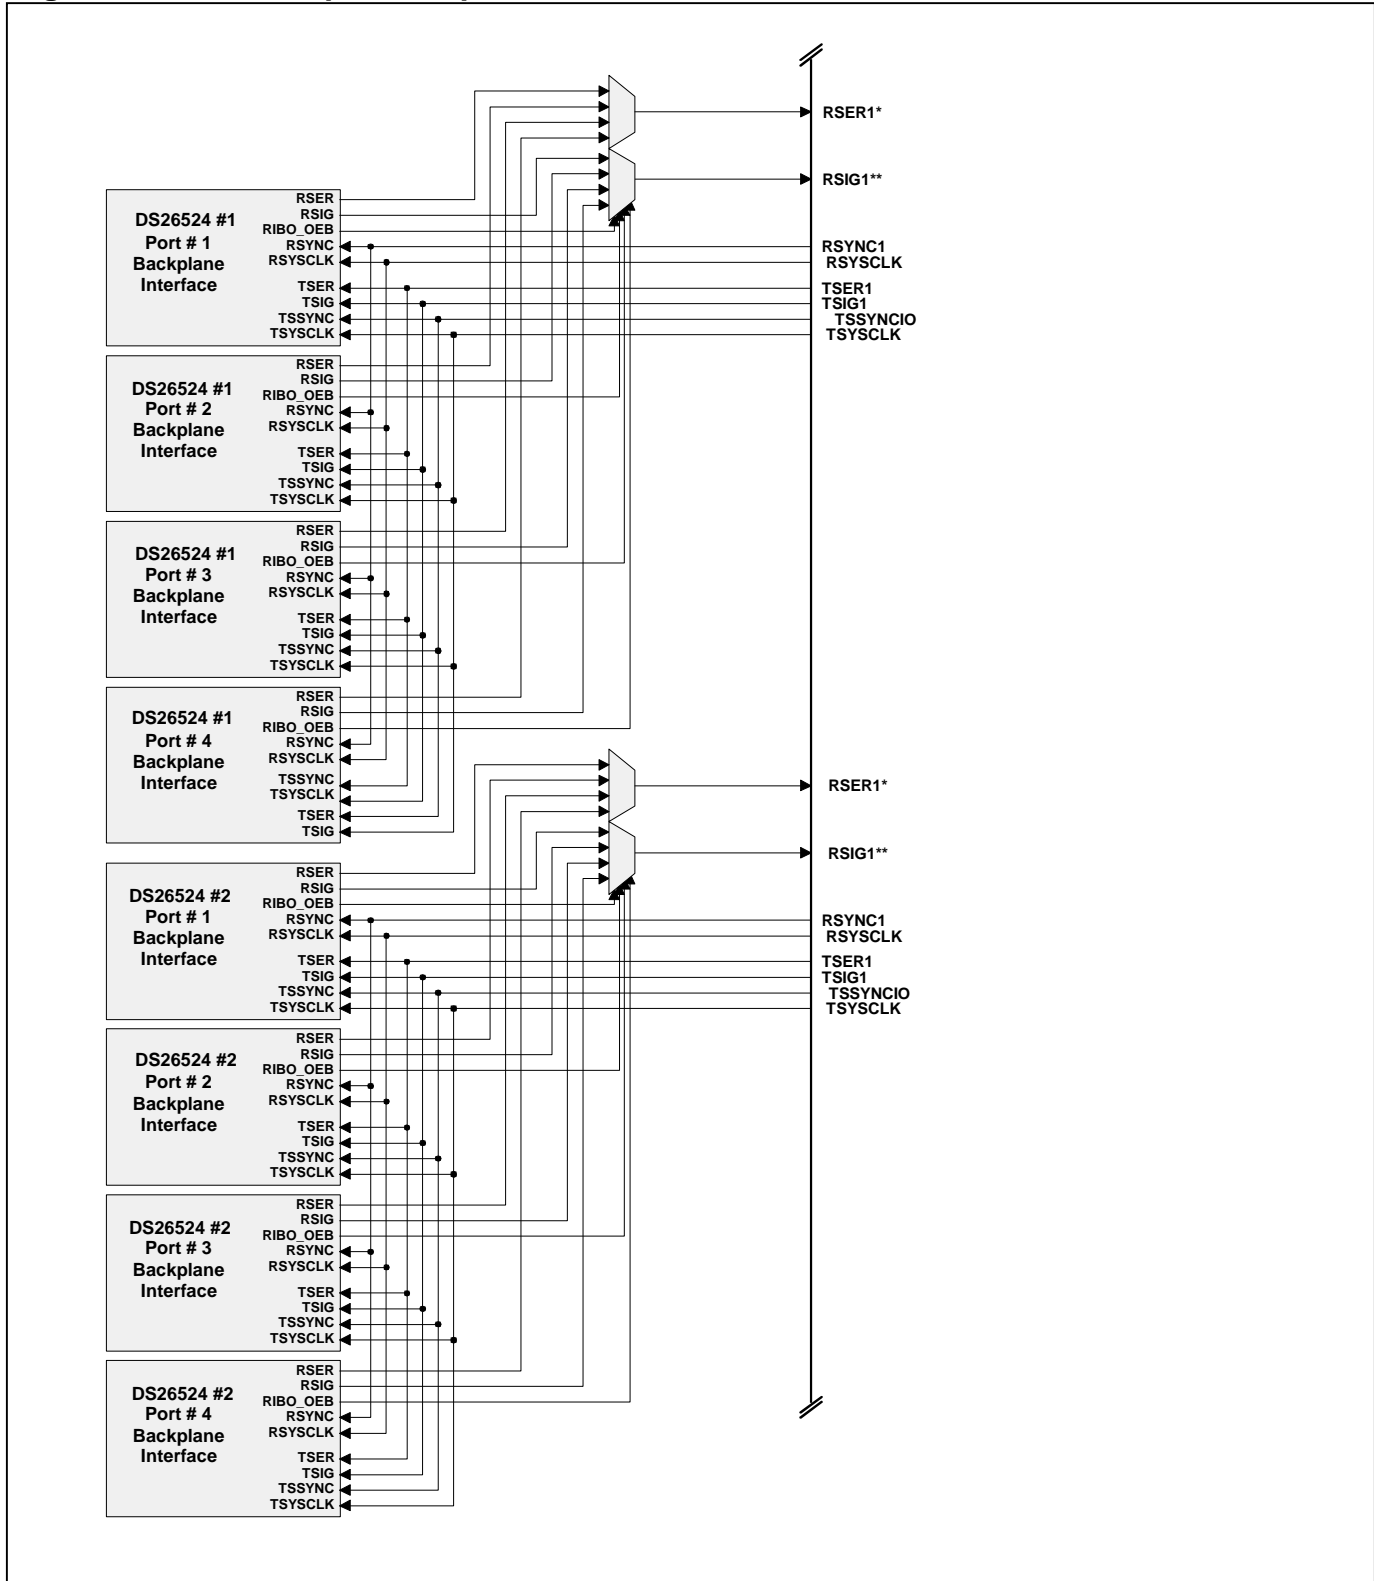 RSER1*
RSIG1**
DS26524 #1
Port # 1
Backplane
Interface
RSER
RSIG
RIBO_OEB
RSYNC
RSYSCLK
TSER
TSIG
TSSYNC
TSYSCLK
RSYNC1
RSYSCLK
TSER1
TSIG1
TSSYNCIO
TSYSCLK
DS26524 #1
Port # 2
Backplane
Interface
RSER
RSIG
RIBO_OEB
RSYNC
RSYSCLK
TSER
TSIG
TSSYNC
TSYSCLK
DS26524 #1
Port # 3
Backplane
Interface
RSER
RSIG
RIBO_OEB
RSYNC
RSYSCLK
TSER
TSIG
TSSYNC
TSYSCLK
DS26524 #1
Port # 4
Backplane
Interface
RSER
RSIG
RIBO_OEB
RSYNC
RSYSCLK
TSSYNC
TSYSCLK
TSER
TSIG
RSER1*
RSIG1**
DS26524 #2
Port # 1
Backplane
Interface
RSER
RSIG
RIBO_OEB
RSYNC
RSYSCLK
TSER
TSIG
TSSYNC
TSYSCLK
RSYNC1
RSYSCLK
TSER1
TSIG1
TSSYNCIO
TSYSCLK
DS26524 #2
Port # 2
Backplane
Interface
RSER
RSIG
RIBO_OEB
RSYNC
RSYSCLK
TSER
TSIG
TSSYNC
TSYSCLK
DS26524 #2
Port # 3
Backplane
Interface
RSER
RSIG
RIBO_OEB
RSYNC
RSYSCLK
TSER
TSIG
TSSYNC
TSYSCLK
DS26524 #2
Port # 4
Backplane
Interface
RSER
RSIG
RIBO_OEB
RSYNC
RSYSCLK
TSER
TSIG
TSSYNC
TSYSCLK